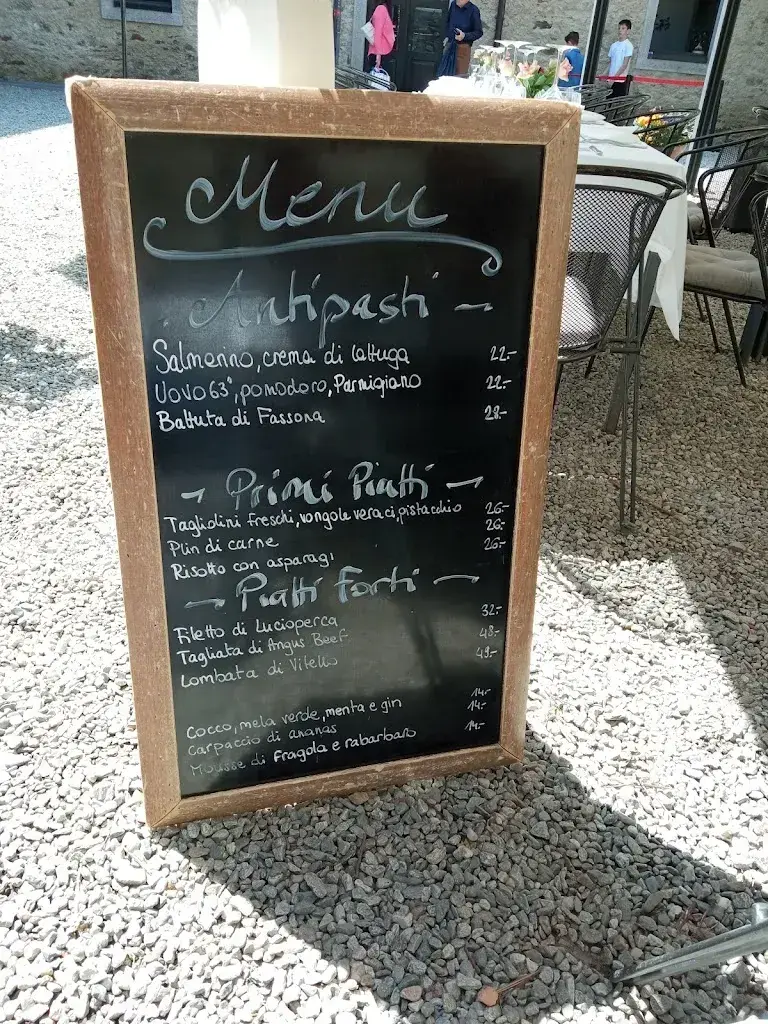 Menu
Antipasti
Salmerino, crema di lattuga 22.-
Uovo 63°, pomodoro, Parmigiano 22.-
Battuta di Fassona 28.-
Primi Piatti
Tagliolini freschi, vongole veraci, pistacchio 26.-
Plin di carne 26.-
Risotto con asparagi 26.-
Piatti Forti
Filetto di Lucioperca 32.-
Tagliata di Angus Beef 48.-
Lombata di Vitello 49.-
Cocco, mela verde, menta e gin 14.-
Carpaccio di ananas 14.-
Mousse di fragola e rabarbaro 14.-